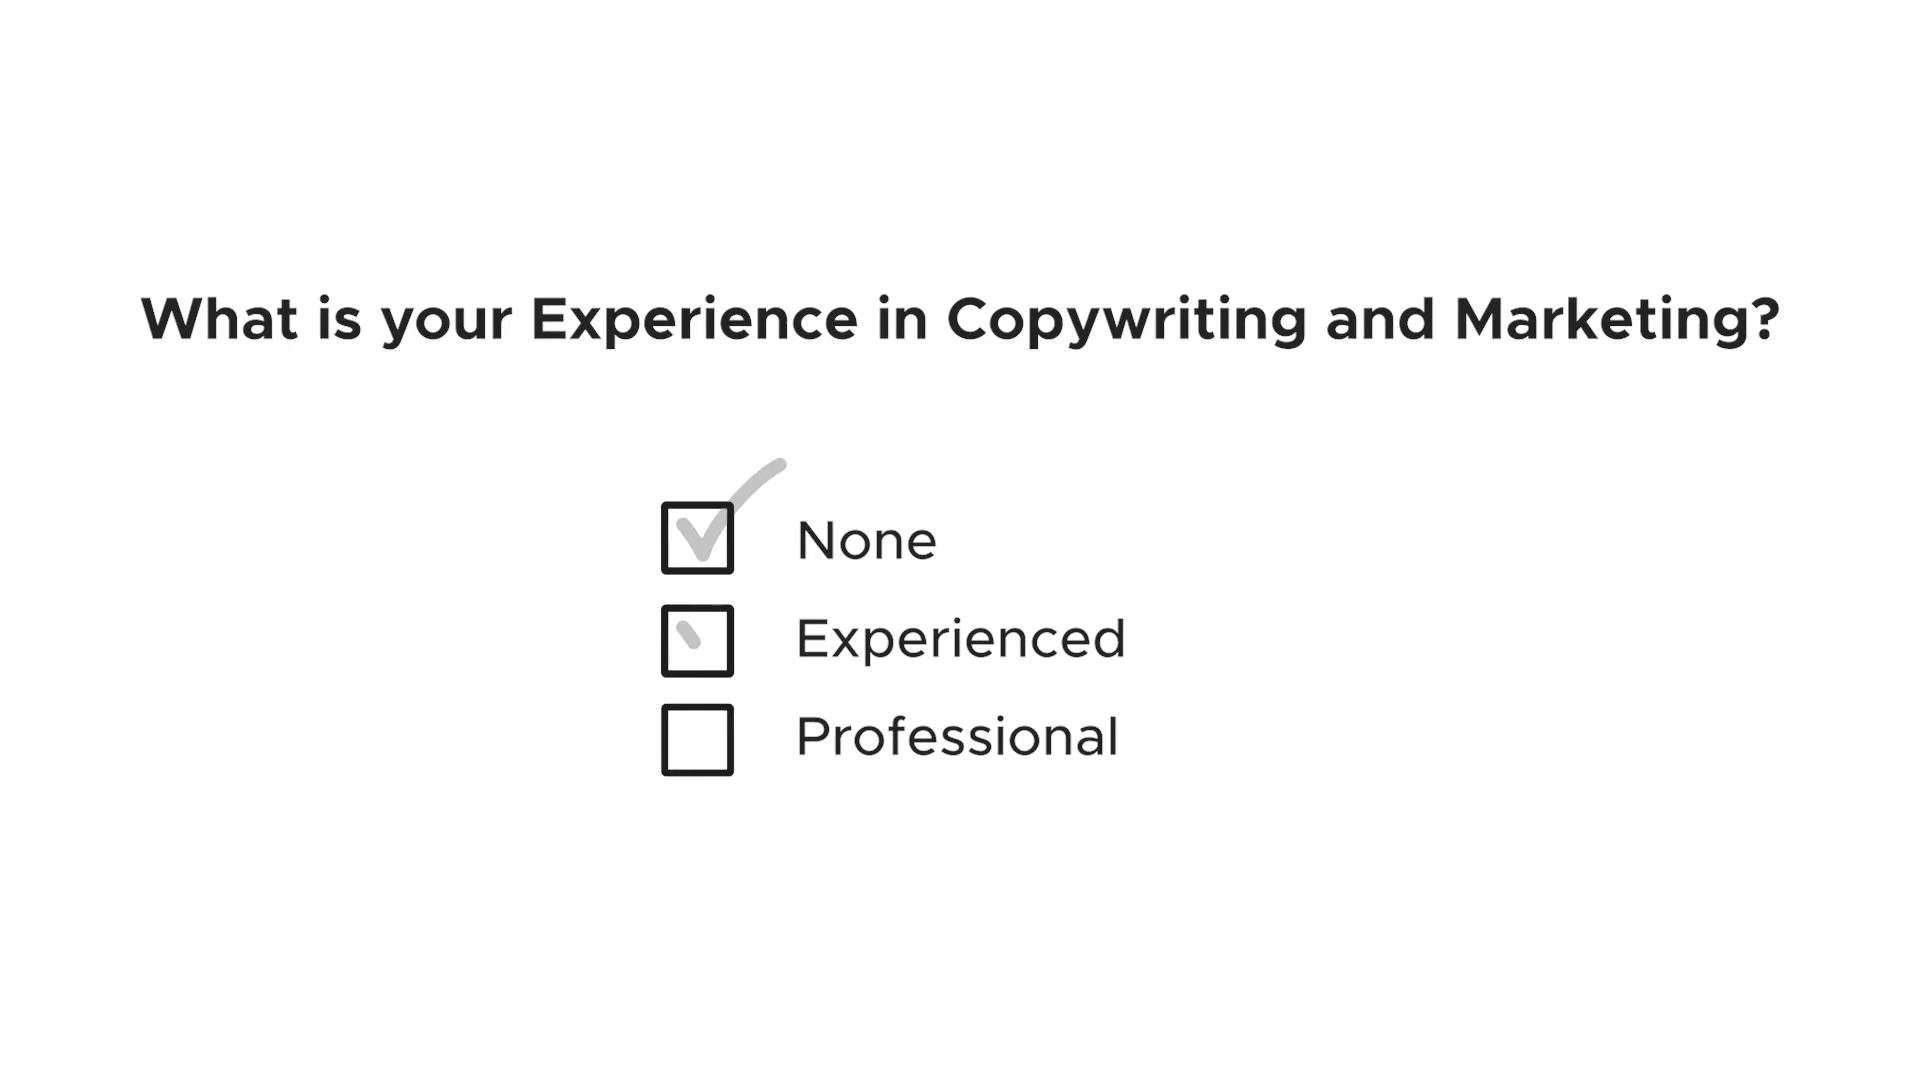 What is your Experience in Copywriting and Marketing?
None
Experienced
Professional